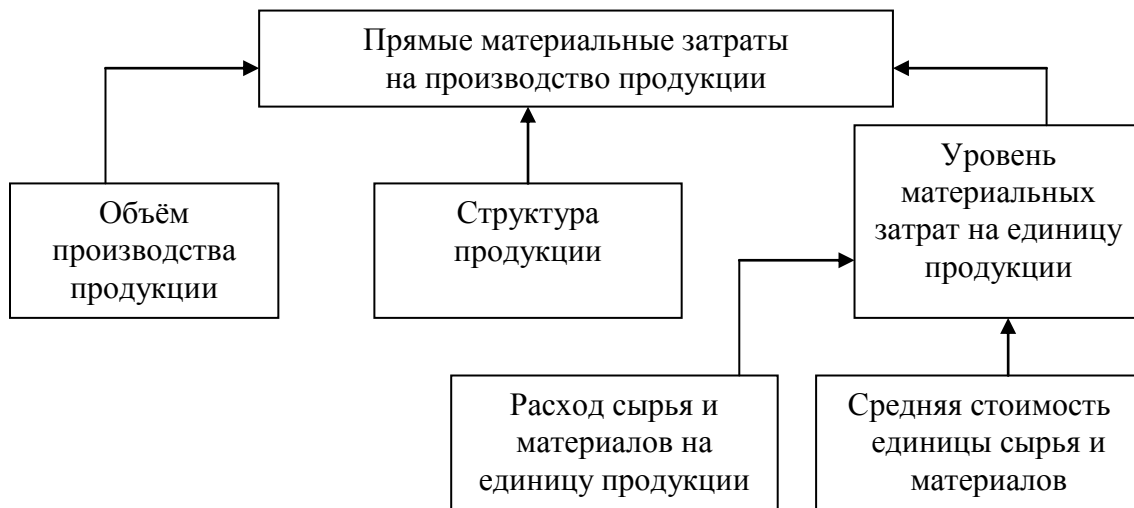 Прямые материальные затраты
на производство продукции
Объём
производства
продукции
Структура
продукции
Уровень
материальных
затрат на единицу
продукции
Расход сырья и
материалов на
единицу продукции
Средняя стоимость
единицы сырья и
материалов